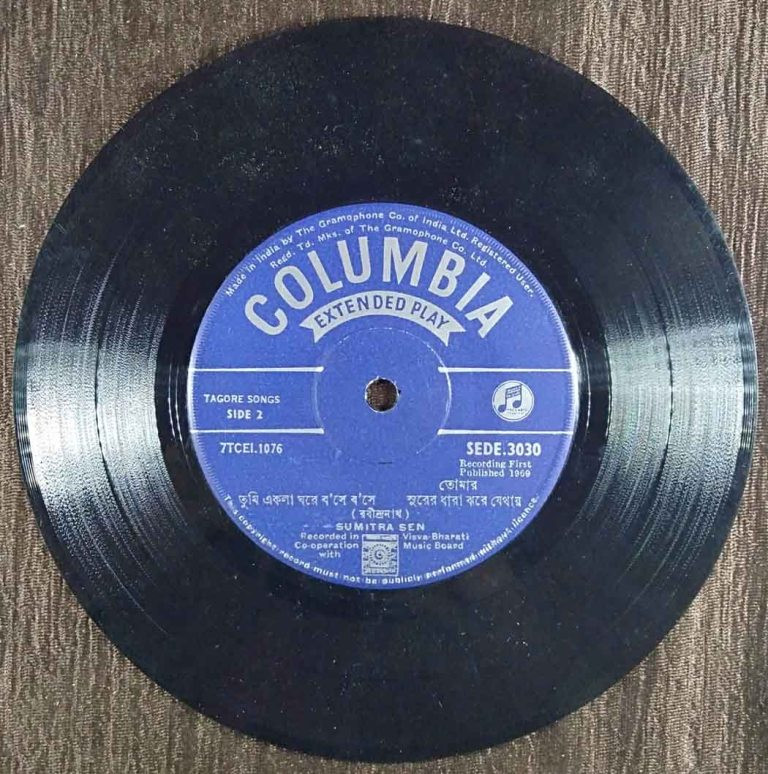 Made in India by The Gramophone Co. of India Ltd. Registered User.
Regd. Td. Mks. of The Gramophone Co. Ltd.
COLUMBIA
EXTENDED PLAY
TAGORE SONGS
SIDE 2
7TCEI.1076
SEDE.3030
Recording First
Published 1969
তোমার
তুমি একলা ঘরে ব'সে ব'সে সুরের ধারা ঝরে যেথায়
(রবীন্দ্রনাথ)
SUMITRA SEN
Recorded in Visva-Bharati
Co-operation Music Board
with
This copyright record must not be publicly performed without licence.